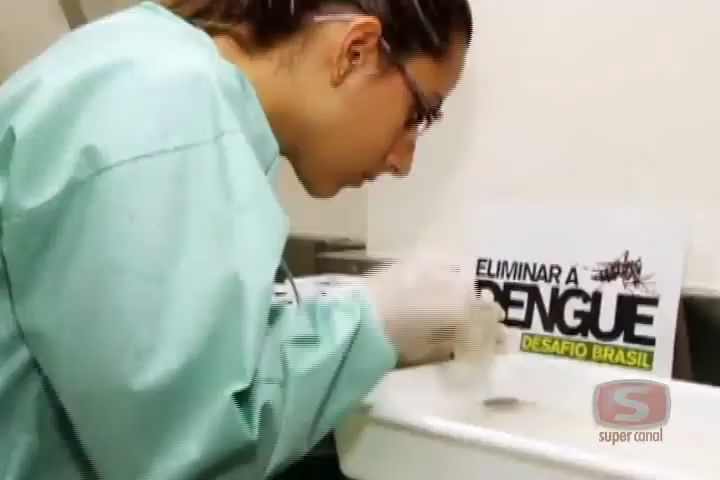 ELIMINAR A
DENGUE
DESAFIO BRASIL
S
super canal